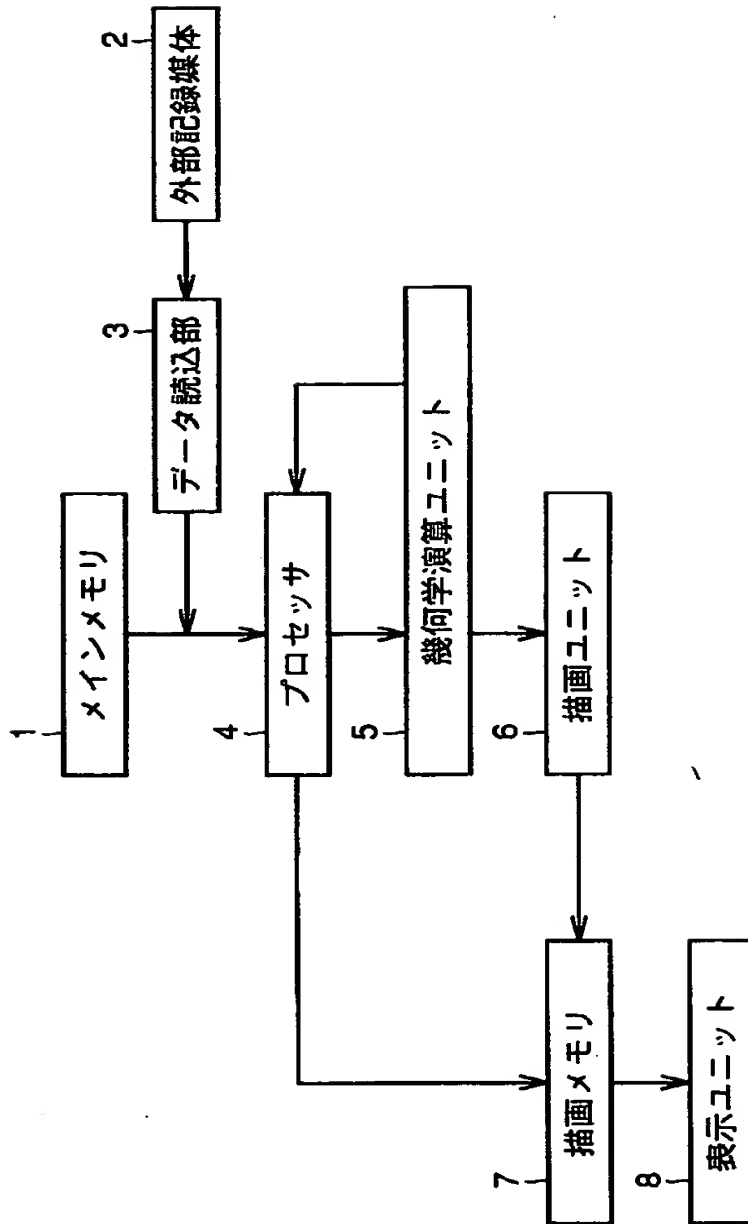 1
メインメモリ
2
外部記録媒体
3
データ読込部
4
プロセッサ
5
幾何学演算ユニット
6
描画ユニット
7
描画メモリ
8
表示ユニット